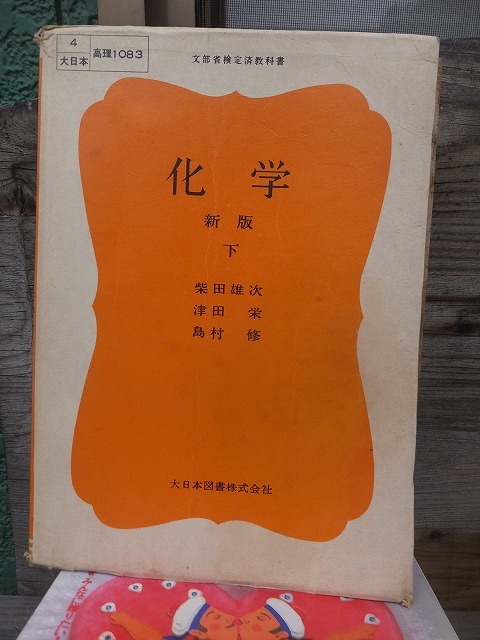 4
大日本
高理1083
文部省検定済教科書
化学
新版
下
柴田雄次
津田 栄
島村 修
大日本図書株式会社